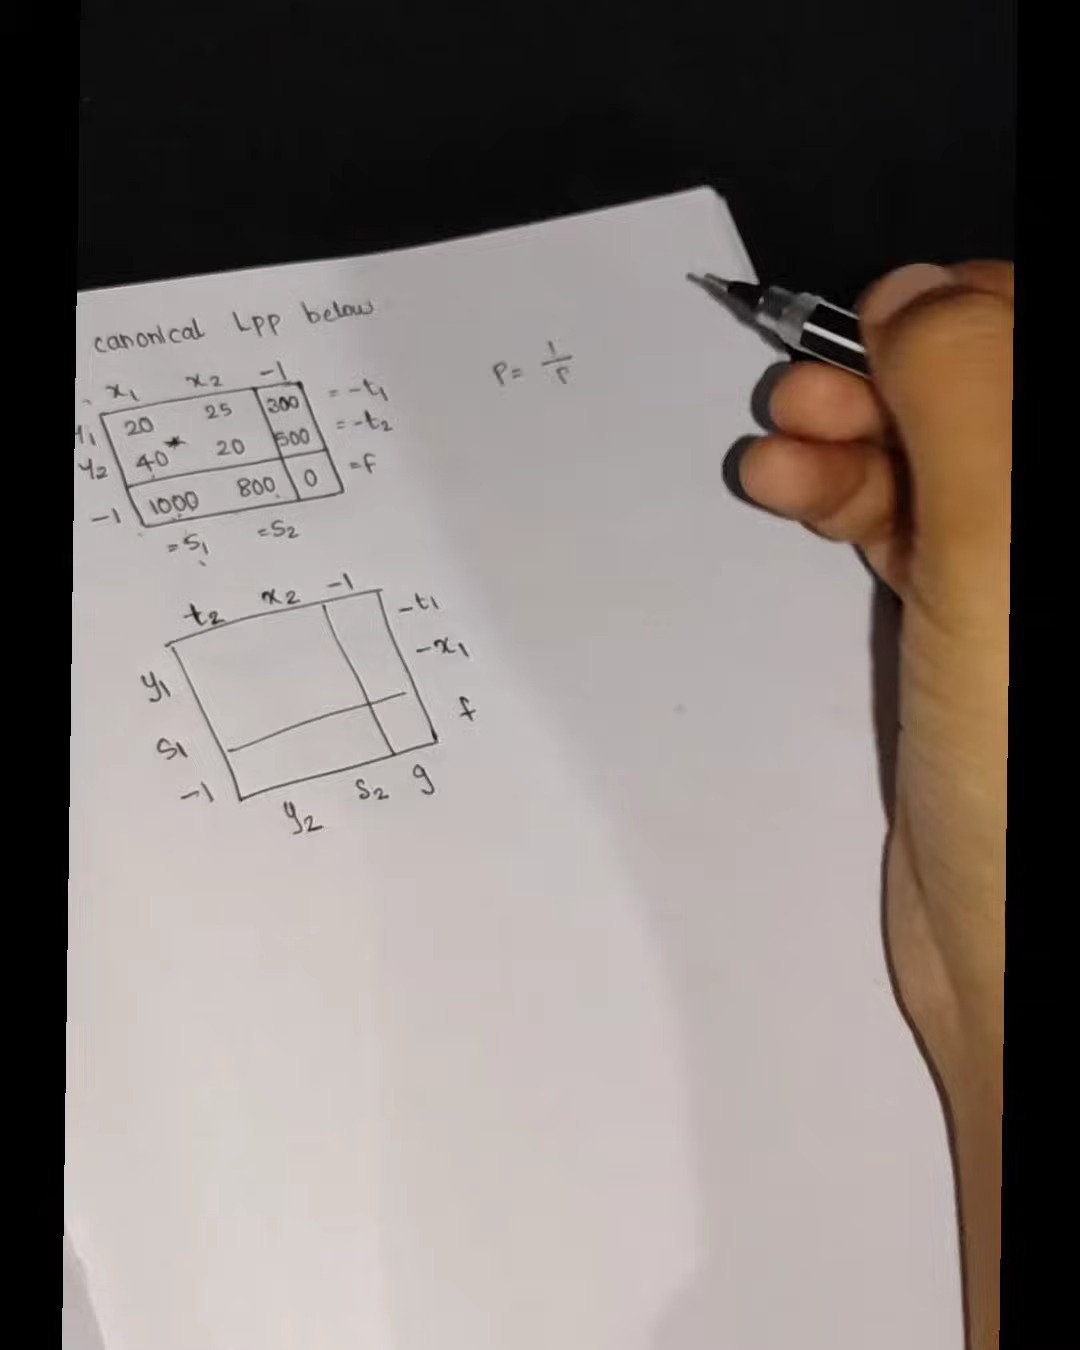 canonical Lpp below
x1 x2 -1
y1 20 25 300 = -t1
y2 40* 20 500 = -t2
-1 1000 800 0 = f
= S1 = S2
P = 1/P
t2 x2 -1
y1 -t1
S1 -x1
-1 f
y2 S2 g